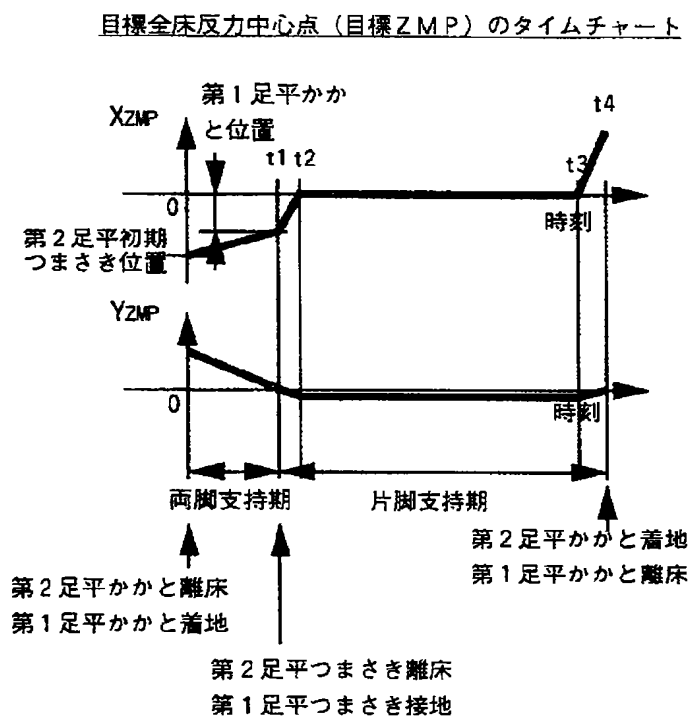 目標全床反力中心点（目標ＺＭＰ）のタイムチャート
第１足平かか
と位置
XZMP
t1 t2
t3
t4
0
時刻
第２足平初期
つまさき位置
YZMP
0
時刻
両脚支持期
片脚支持期
第２足平かかと着地
第１足平かかと離床
第２足平かかと離床
第１足平かかと着地
第２足平つまさき離床
第１足平つまさき接地